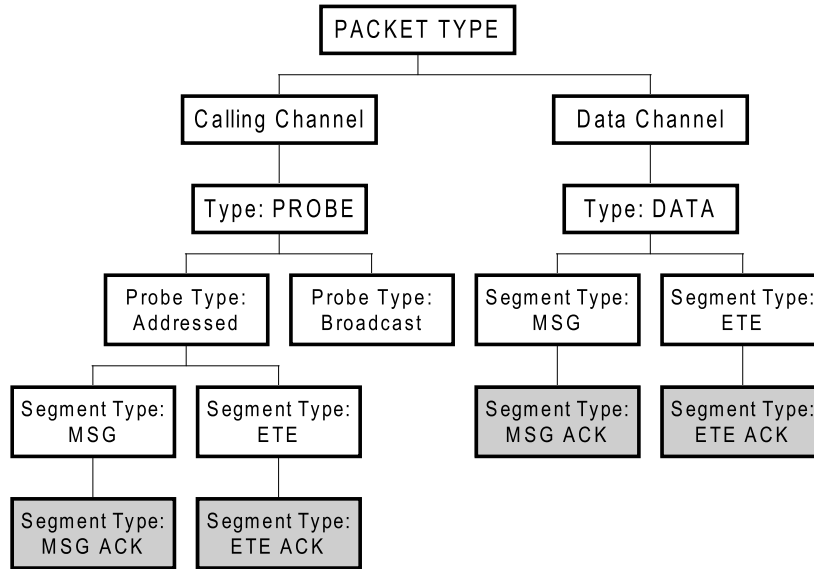 PACKET TYPE
Calling Channel
Data Channel
Type: PROBE
Type: DATA
Probe Type:
Addressed
Probe Type:
Broadcast
Segment Type:
MSG
Segment Type:
ETE
Segment Type:
MSG
Segment Type:
ETE
Segment Type:
MSG ACK
Segment Type:
ETE ACK
Segment Type:
MSG ACK
Segment Type:
ETE ACK